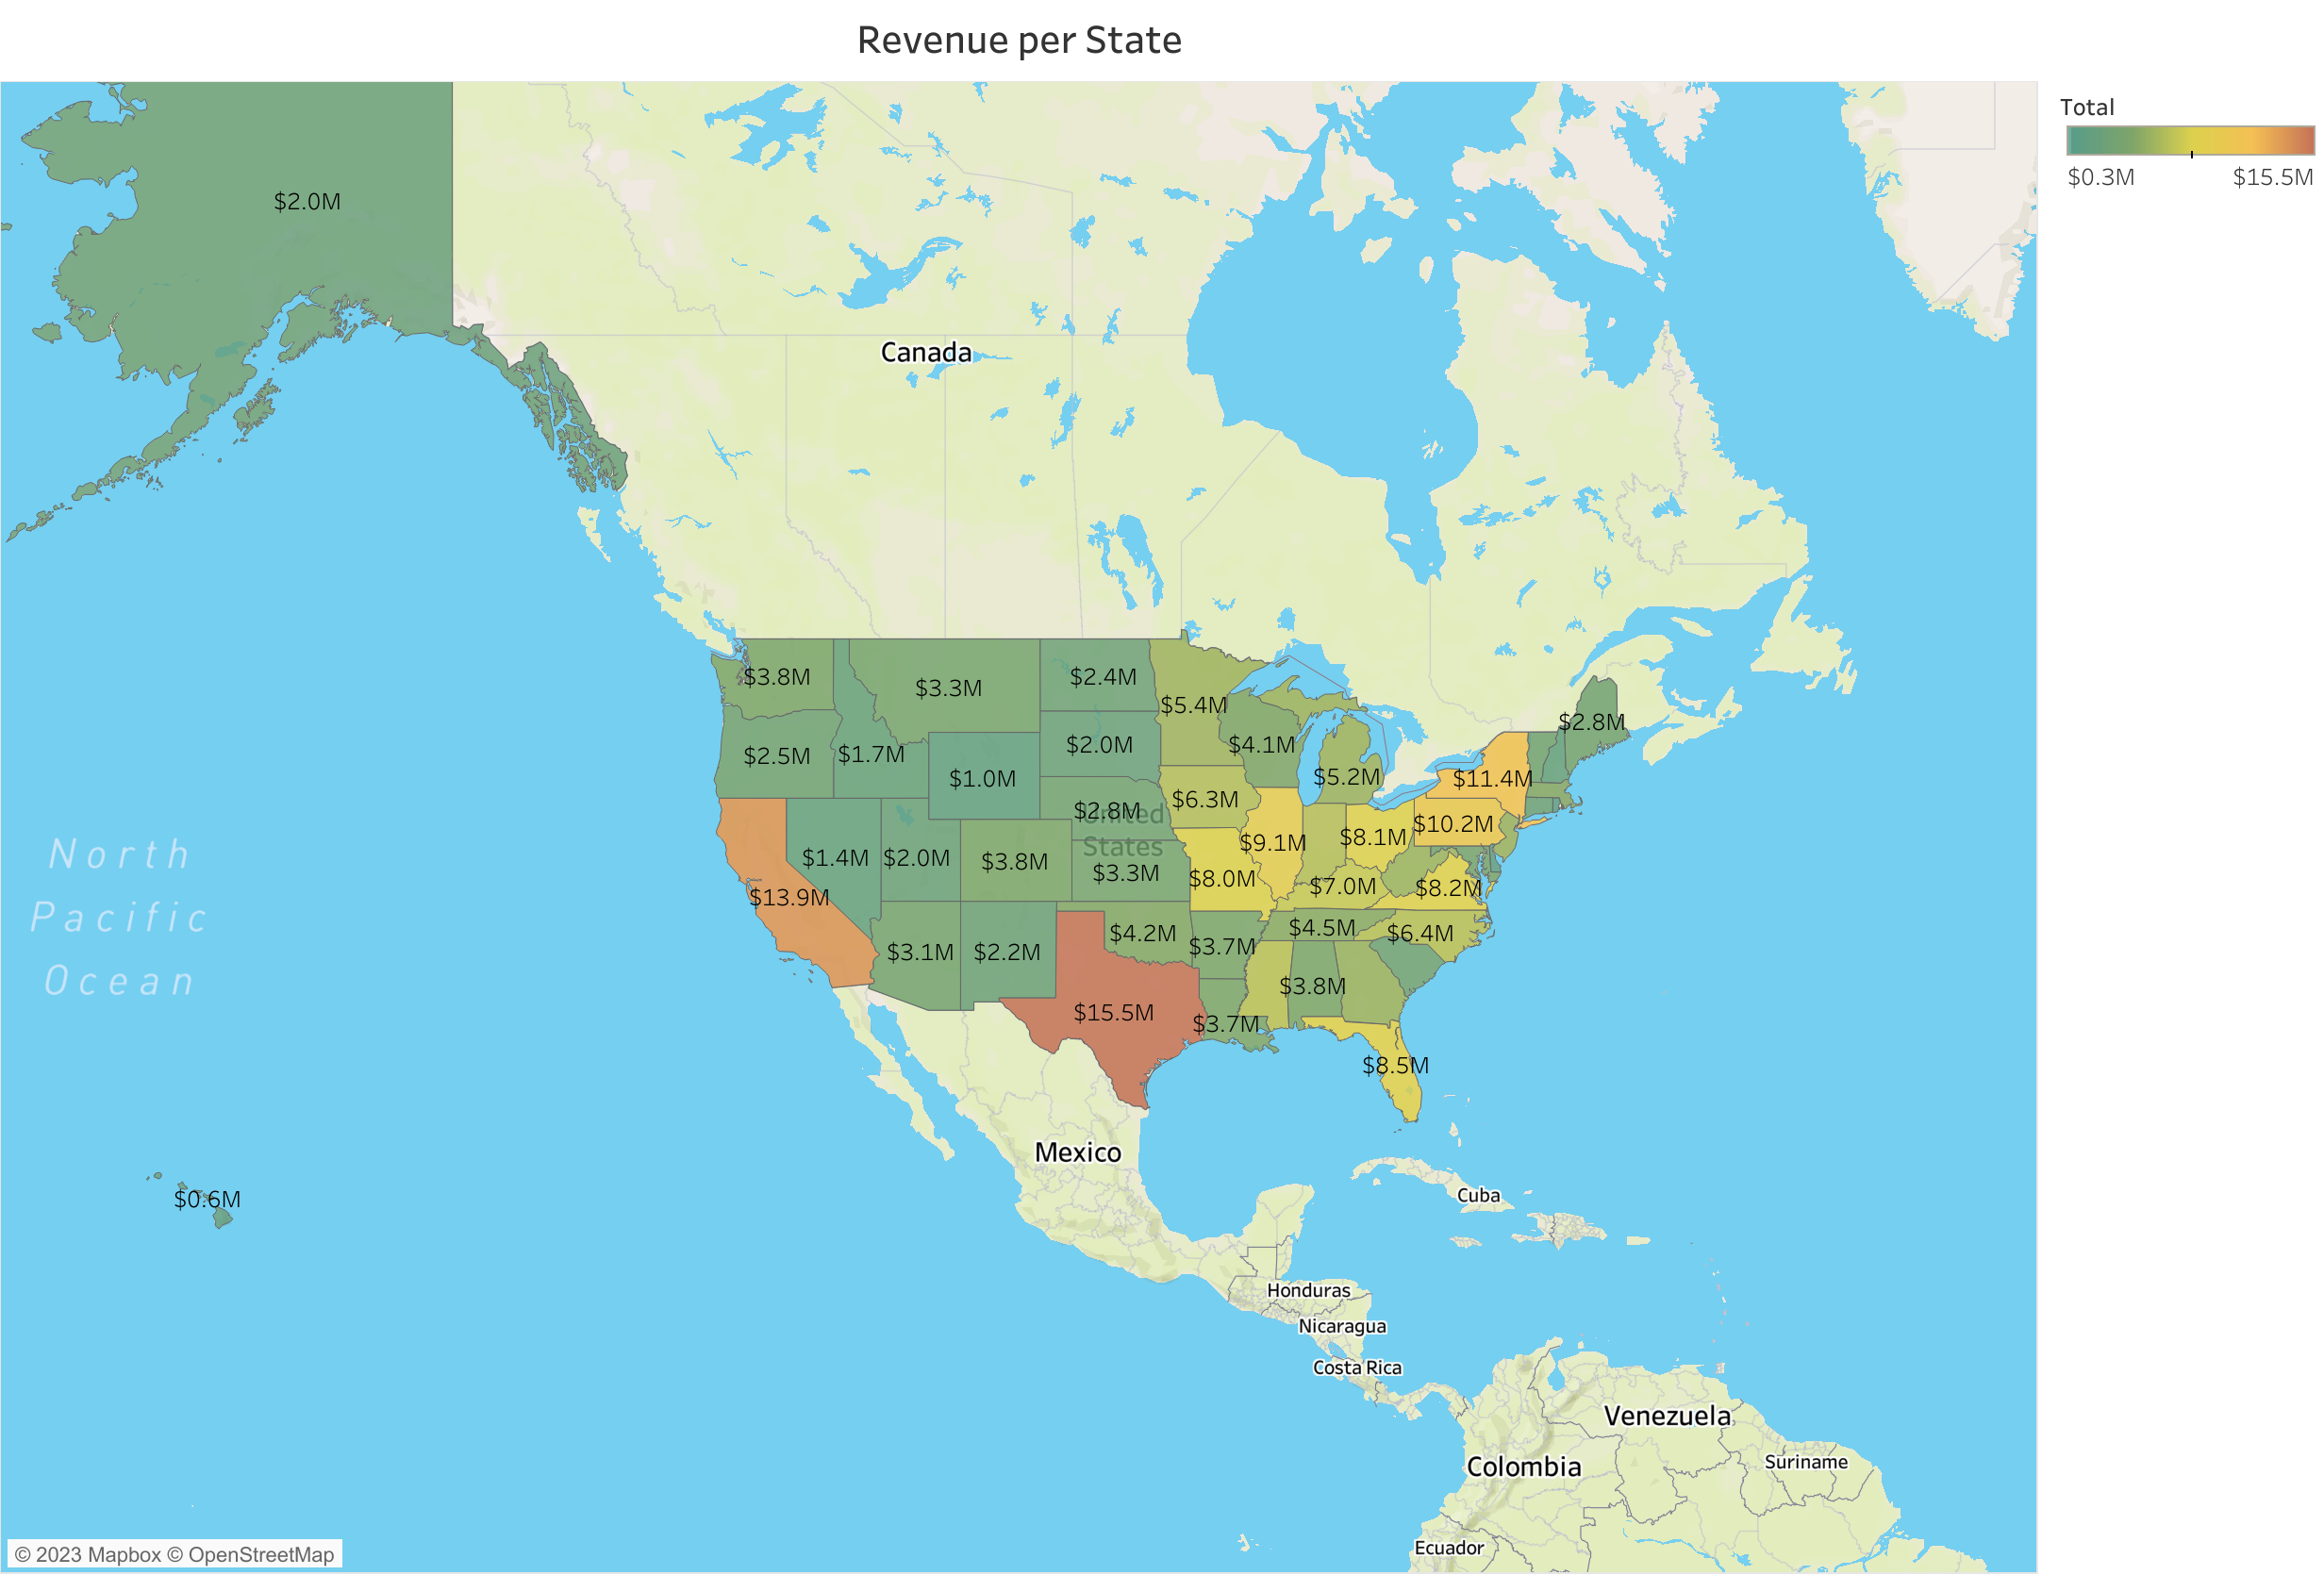 Revenue per State
Total
$0.3M $15.5M
$2.0M
Canada
$3.8M
$3.3M
$2.4M
$5.4M
$2.8M
$2.5M
$1.7M
$1.0M
$2.0M
$4.1M
$5.2M
$11.4M
$2.8M
United
States
$6.3M
$9.1M
$8.1M
$10.2M
North
Pacific
Ocean
$13.9M
$1.4M
$2.0M
$3.8M
$3.3M
$8.0M
$7.0M
$8.2M
$3.1M
$2.2M
$4.2M
$3.7M
$4.5M
$6.4M
$15.5M
$3.7M
$3.8M
$8.5M
Mexico
$0.6M
Cuba
Honduras
Nicaragua
Costa Rica
Venezuela
Colombia
Suriname
Ecuador
© 2023 Mapbox © OpenStreetMap